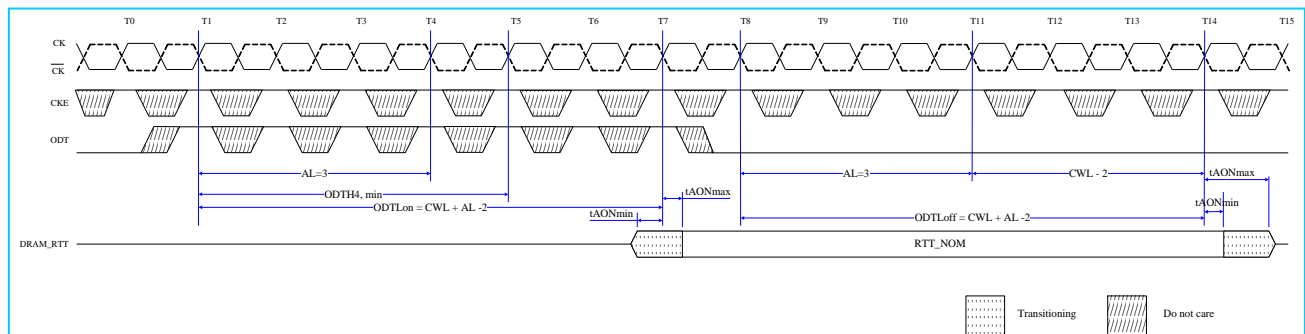 T0 T1 T2 T3 T4 T5 T6 T7 T8 T9 T10 T11 T12 T13 T14 T15
CK
CK
CKE
ODT
AL=3 AL=3 CWL - 2 tAONmax
ODTH4, min tAONmax
ODTLon = CWL + AL -2 tAONmin
tAONmin ODTLoff = CWL + AL -2
DRAM_RTT RTT_NOM
Transitioning Do not care